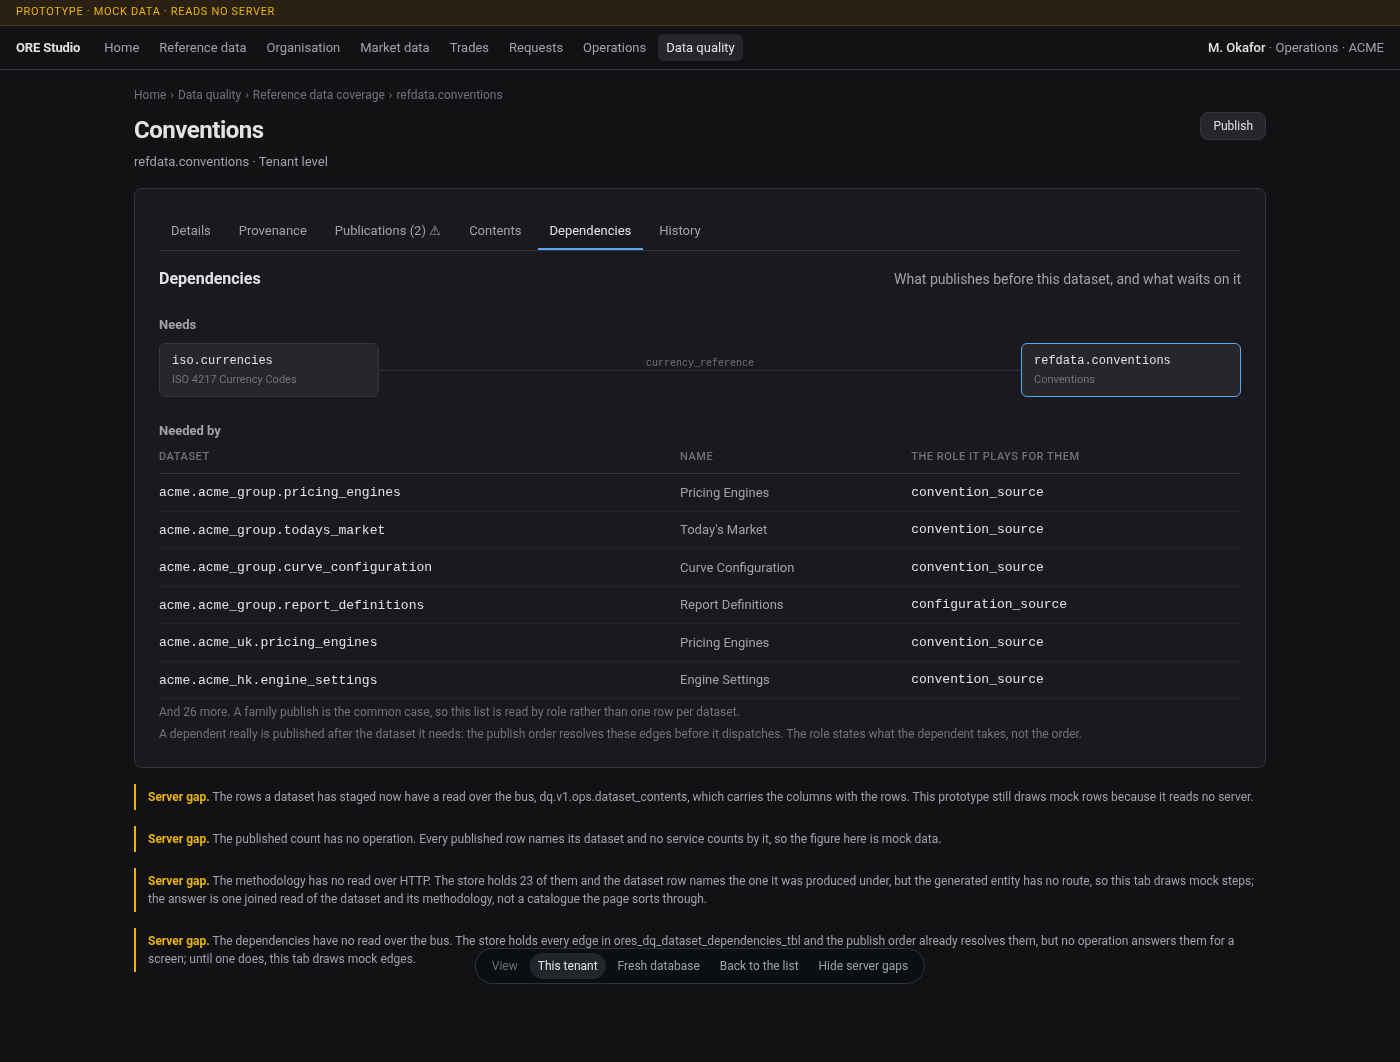 PROTOTYPE · MOCK DATA · READS NO SERVER
ORE Studio Home Reference data Organisation Market data Trades Requests Operations Data quality M. Okafor · Operations · ACME
Home › Data quality › Reference data coverage › refdata.conventions
Conventions
Publish
refdata.conventions · Tenant level
Details Provenance Publications (2) ⚠ Contents Dependencies History
Dependencies What publishes before this dataset, and what waits on it
Needs
iso.currencies
ISO 4217 Currency Codes
currency_reference
refdata.conventions
Conventions
Needed by
DATASET NAME THE ROLE IT PLAYS FOR THEM
acme.acme_group.pricing_engines Pricing Engines convention_source
acme.acme_group.todays_market Today's Market convention_source
acme.acme_group.curve_configuration Curve Configuration convention_source
acme.acme_group.report_definitions Report Definitions configuration_source
acme.acme_uk.pricing_engines Pricing Engines convention_source
acme.acme_hk.engine_settings Engine Settings convention_source
And 26 more. A family publish is the common case, so this list is read by role rather than one row per dataset.
A dependent really is published after the dataset it needs: the publish order resolves these edges before it dispatches. The role states what the dependent takes, not the order.
Server gap. The rows a dataset has staged now have a read over the bus, dq.v1.ops.dataset_contents, which carries the columns with the rows. This prototype still draws mock rows because it reads no server.
Server gap. The published count has no operation. Every published row names its dataset and no service counts by it, so the figure here is mock data.
Server gap. The methodology has no read over HTTP. The store holds 23 of them and the dataset row names the one it was produced under, but the generated entity has no route, so this tab draws mock steps;
the answer is one joined read of the dataset and its methodology, not a catalogue the page sorts through.
Server gap. The dependencies have no read over the bus. The store holds every edge in ores_dq_dataset_dependencies_tbl and the publish order already resolves them, but no operation answers them for a
screen; until one does, this tab draws mock edges.
View This tenant Fresh database Back to the list Hide server gaps